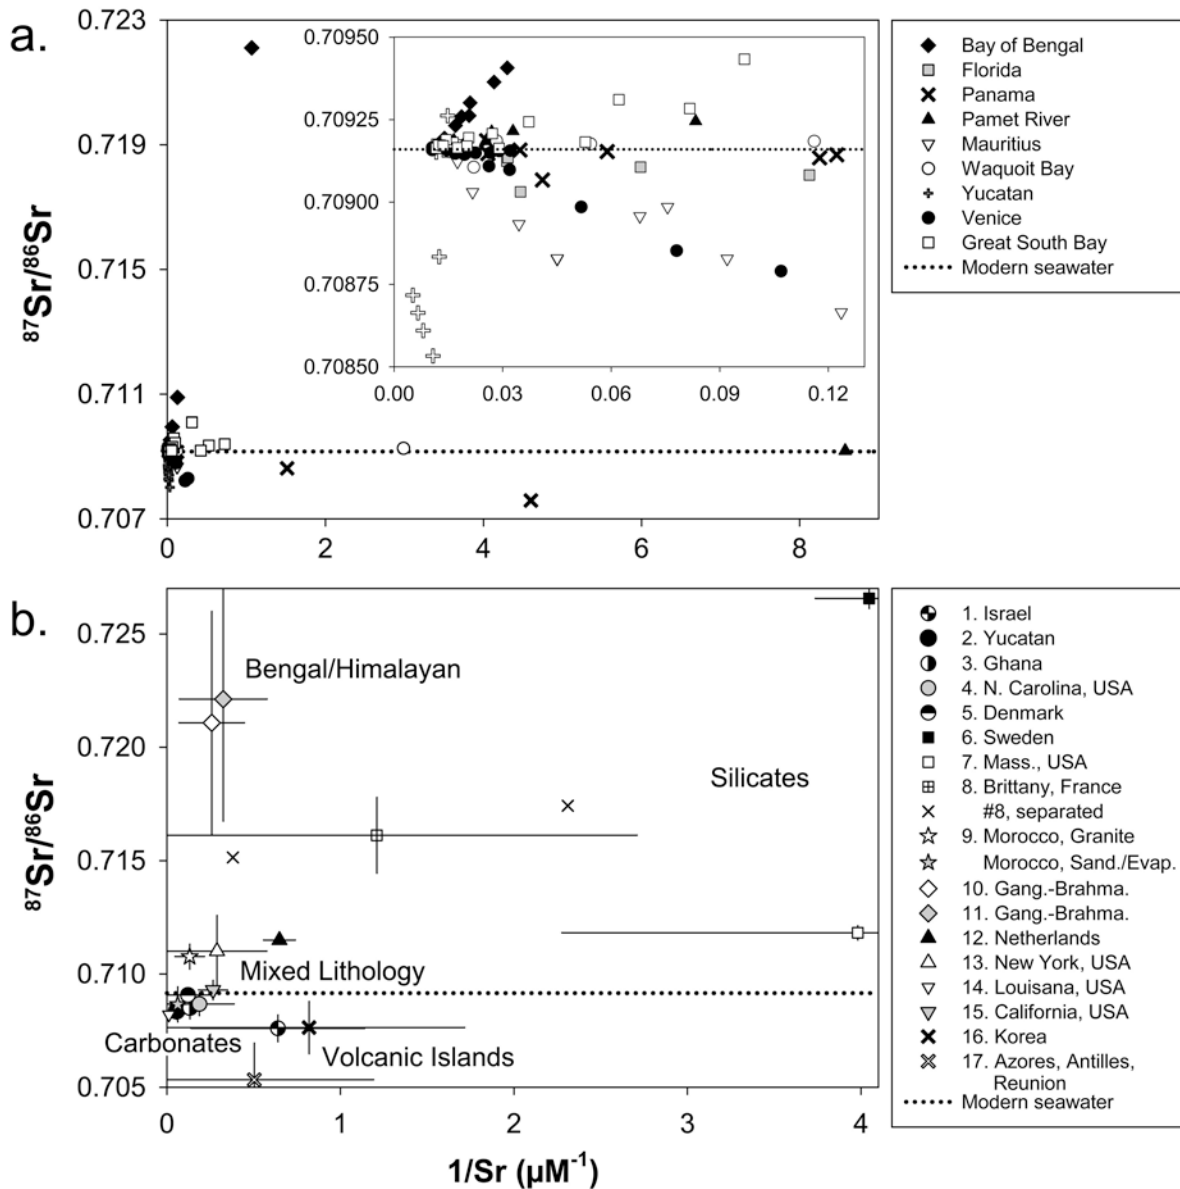 a.
0.723
0.719
0.715
0.711
0.707
87Sr/86Sr
0 2 4 6 8
0.70950
0.70925
0.70900
0.70875
0.70850
0.00 0.03 0.06 0.09 0.12
Bay of Bengal
Florida
Panama
Pamet River
Mauritius
Waquoit Bay
Yucatan
Venice
Great South Bay
Modern seawater
b.
0.725
0.720
0.715
0.710
0.705
87Sr/86Sr
Bengal/Himalayan
Silicates
Mixed Lithology
Carbonates
Volcanic Islands
0 1 2 3 4
1/Sr (µM-1)
1. Israel
2. Yucatan
3. Ghana
4. N. Carolina, USA
5. Denmark
6. Sweden
7. Mass., USA
8. Brittany, France
#8, separated
9. Morocco, Granite
Morocco, Sand./Evap.
10. Gang.-Brahma.
11. Gang.-Brahma.
12. Netherlands
13. New York, USA
14. Louisana, USA
15. California, USA
16. Korea
17. Azores, Antilles,
Reunion
Modern seawater